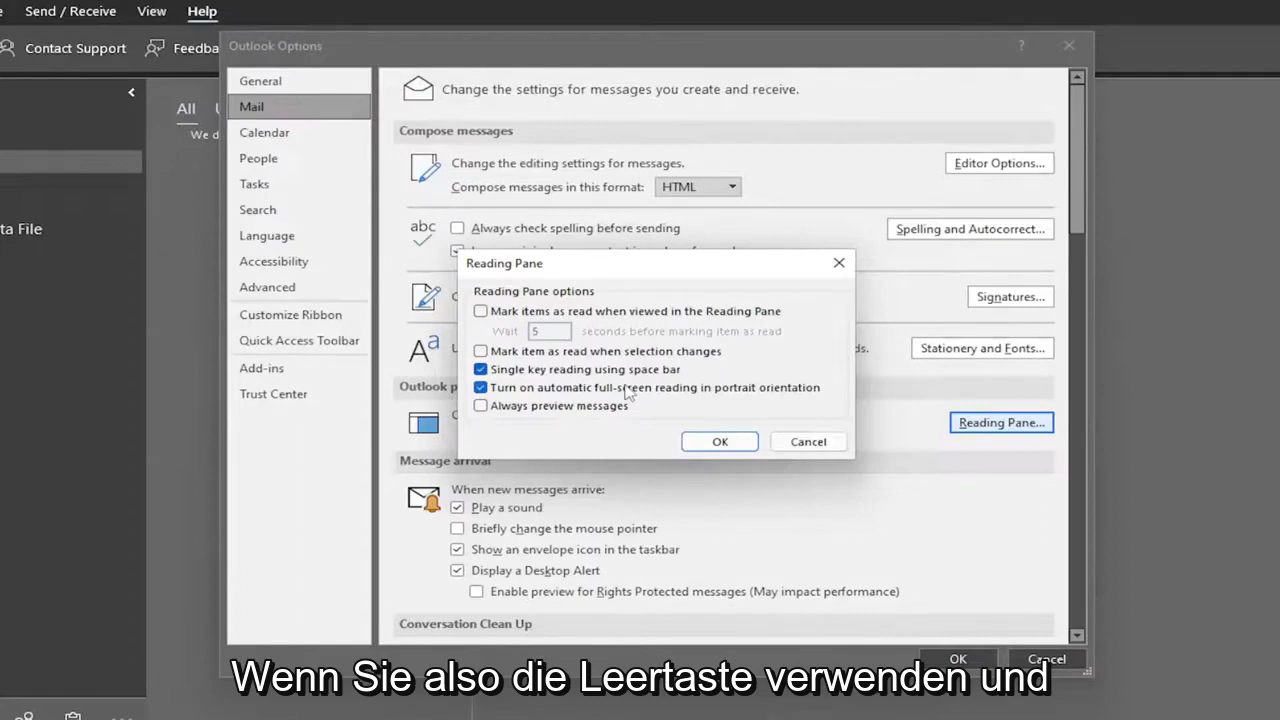 Send / Receive View Help
Contact Support
Outlook Options
General
Mail
Calendar
People
Tasks
Search
Language
Accessibility
Advanced
Customize Ribbon
Quick Access Toolbar
Add-ins
Trust Center
All
We d
ta File
Change the settings for messages you create and receive.
Compose messages
Change the editing settings for messages.
Editor Options...
Compose messages in this format: HTML
abc
Always check spelling before sending
Spelling and Autocorrect...
Signatures...
Stationery and Fonts...
Reading Pane
Reading Pane options
Mark items as read when viewed in the Reading Pane
Wait 5 seconds before marking item as read
Mark item as read when selection changes
Single key reading using space bar
Turn on automatic full-screen reading in portrait orientation
Always preview messages
OK Cancel
Outlook p
Reading Pane...
Message arrival
When new messages arrive:
Play a sound
Briefly change the mouse pointer
Show an envelope icon in the taskbar
Display a Desktop Alert
Enable preview for Rights Protected messages (May impact performance)
Conversation Clean Up
OK Cancel
Wenn Sie also die Leertaste verwenden und